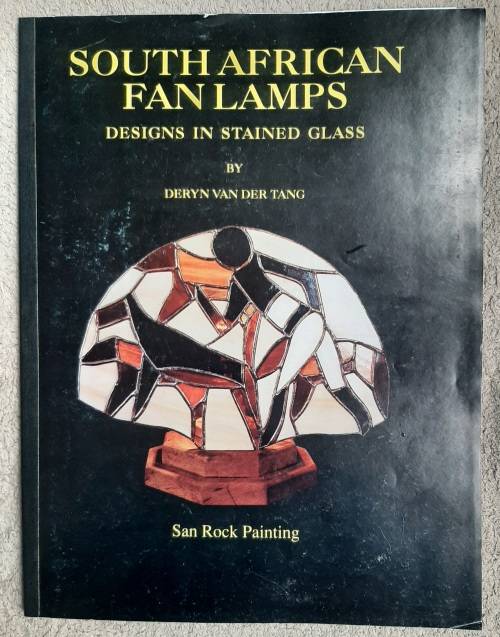 SOUTH AFRICAN
FAN LAMPS
DESIGNS IN STAINED GLASS
BY
DERYN VAN DER TANG
San Rock Painting